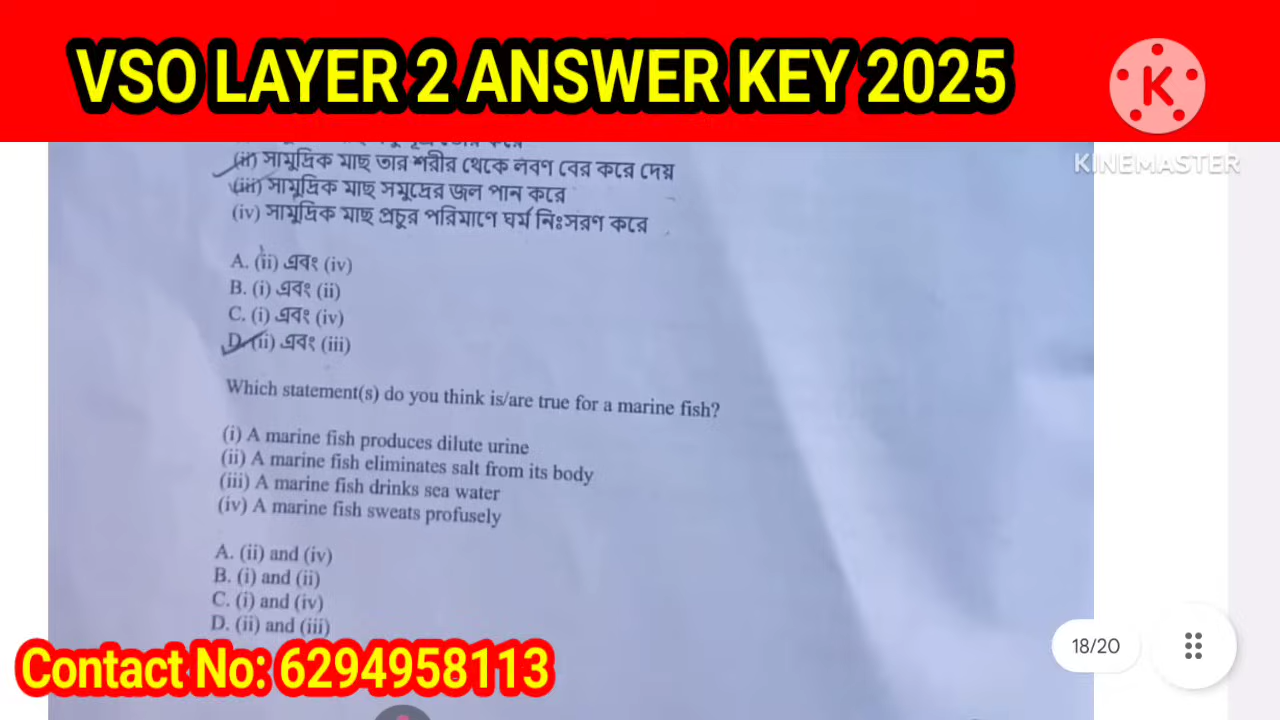 VSO LAYER 2 ANSWER KEY 2025
K
KINEMASTER
(ii) সামুদ্রিক মাছ তার শরীর থেকে লবণ বের করে দেয়
(iii) সামুদ্রিক মাছ সমুদ্রের জল পান করে
(iv) সামুদ্রিক মাছ প্রচুর পরিমাণে ঘর্ম নিঃসরণ করে
A. (ii) এবং (iv)
B. (i) এবং (ii)
C. (i) এবং (iv)
D. (ii) এবং (iii)
Which statement(s) do you think is/are true for a marine fish?
(i) A marine fish produces dilute urine
(ii) A marine fish eliminates salt from its body
(iii) A marine fish drinks sea water
(iv) A marine fish sweats profusely
A. (ii) and (iv)
B. (i) and (ii)
C. (i) and (iv)
D. (ii) and (iii)
18/20
Contact No: 6294958113